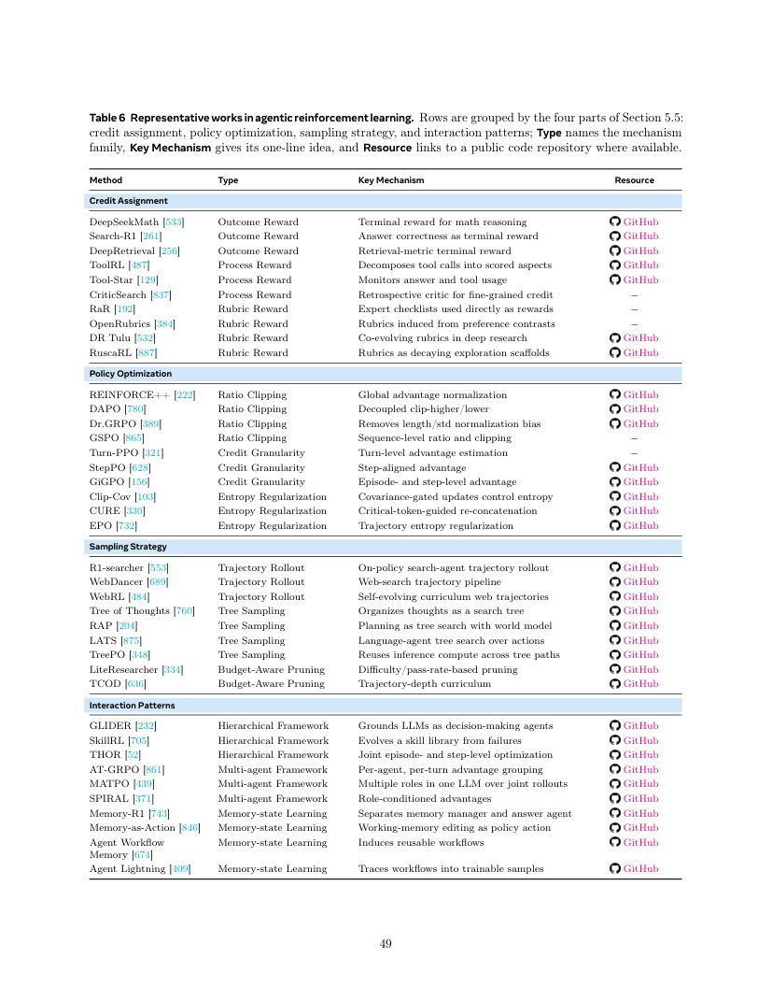 Table 6 Representative works in agentic reinforcement learning. Rows are grouped by the four parts of Section 5.5:
credit assignment, policy optimization, sampling strategy, and interaction patterns; Type names the mechanism
family, Key Mechanism gives its one-line idea, and Resource links to a public code repository where available.
Method Type Key Mechanism Resource
Credit Assignment
DeepSeekMath [533] Outcome Reward Terminal reward for math reasoning GitHub
Search-R1 [261] Outcome Reward Answer correctness as terminal reward GitHub
DeepRetrieval [256] Outcome Reward Retrieval-metric terminal reward GitHub
ToolRL [487] Process Reward Decomposes tool calls into scored aspects GitHub
Tool-Star [129] Process Reward Monitors answer and tool usage GitHub
CriticSearch [837] Process Reward Retrospective critic for fine-grained credit –
RaR [192] Rubric Reward Expert checklists used directly as rewards –
OpenRubrics [384] Rubric Reward Rubrics induced from preference contrasts –
DR Tulu [532] Rubric Reward Co-evolving rubrics in deep research GitHub
RuscaRL [887] Rubric Reward Rubrics as decaying exploration scaffolds GitHub
Policy Optimization
REINFORCE++ [222] Ratio Clipping Global advantage normalization GitHub
DAPO [780] Ratio Clipping Decoupled clip-higher/lower GitHub
Dr.GRPO [389] Ratio Clipping Removes length/std normalization bias GitHub
GSPO [865] Ratio Clipping Sequence-level ratio and clipping –
Turn-PPO [321] Credit Granularity Turn-level advantage estimation –
StepPO [628] Credit Granularity Step-aligned advantage GitHub
GiGPO [156] Credit Granularity Episode- and step-level advantage GitHub
Clip-Cov [103] Entropy Regularization Covariance-gated updates control entropy GitHub
CURE [330] Entropy Regularization Critical-token-guided re-concatenation GitHub
EPO [732] Entropy Regularization Trajectory entropy regularization GitHub
Sampling Strategy
R1-searcher [553] Trajectory Rollout On-policy search-agent trajectory rollout GitHub
WebDancer [689] Trajectory Rollout Web-search trajectory pipeline GitHub
WebRL [484] Trajectory Rollout Self-evolving curriculum web trajectories GitHub
Tree of Thoughts [760] Tree Sampling Organizes thoughts as a search tree GitHub
RAP [204] Tree Sampling Planning as tree search with world model GitHub
LATS [875] Tree Sampling Language-agent tree search over actions GitHub
TreePO [348] Tree Sampling Reuses inference compute across tree paths GitHub
LiteResearcher [334] Budget-Aware Pruning Difficulty/pass-rate-based pruning GitHub
TCOD [636] Budget-Aware Pruning Trajectory-depth curriculum GitHub
Interaction Patterns
GLIDER [232] Hierarchical Framework Grounds LLMs as decision-making agents GitHub
SkillRL [705] Hierarchical Framework Evolves a skill library from failures GitHub
THOR [52] Hierarchical Framework Joint episode- and step-level optimization GitHub
AT-GRPO [861] Multi-agent Framework Per-agent, per-turn advantage grouping GitHub
MATPO [439] Multi-agent Framework Multiple roles in one LLM over joint rollouts GitHub
SPIRAL [371] Multi-agent Framework Role-conditioned advantages GitHub
Memory-R1 [743] Memory-state Learning Separates memory manager and answer agent GitHub
Memory-as-Action [846] Memory-state Learning Working-memory editing as policy action GitHub
Agent Workflow Memory-state Learning Induces reusable workflows GitHub
Memory [674]
Agent Lightning [409] Memory-state Learning Traces workflows into trainable samples GitHub
49